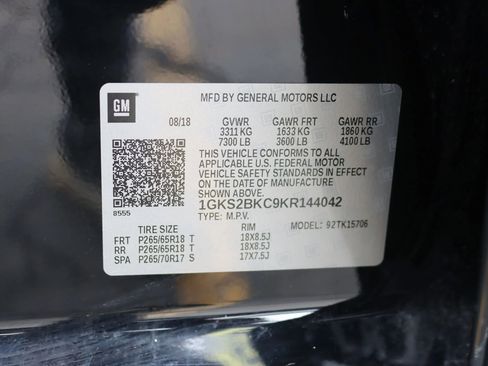 GM
MFD BY GENERAL MOTORS LLC
08/18 GVWR GAWR FRT GAWR RR
3311 KG 1633 KG 1860 KG
7300 LB 3600 LB 4100 LB
THIS VEHICLE CONFORMS TO ALL
APPLICABLE U.S. FEDERAL MOTOR
VEHICLE SAFETY STANDARDS IN EFFECT
ON THE DATE OF MANUFACTURE
SHOWN ABOVE.
8555
1GKS2BKC9KR144042
TYPE: M.P.V.
TIRE SIZE RIM MODEL: 92TK15706
FRT P265/65R18 T 18X8.5J
RR P265/65R18 T 18X8.5J
SPA P265/70R17 S 17X7.5J